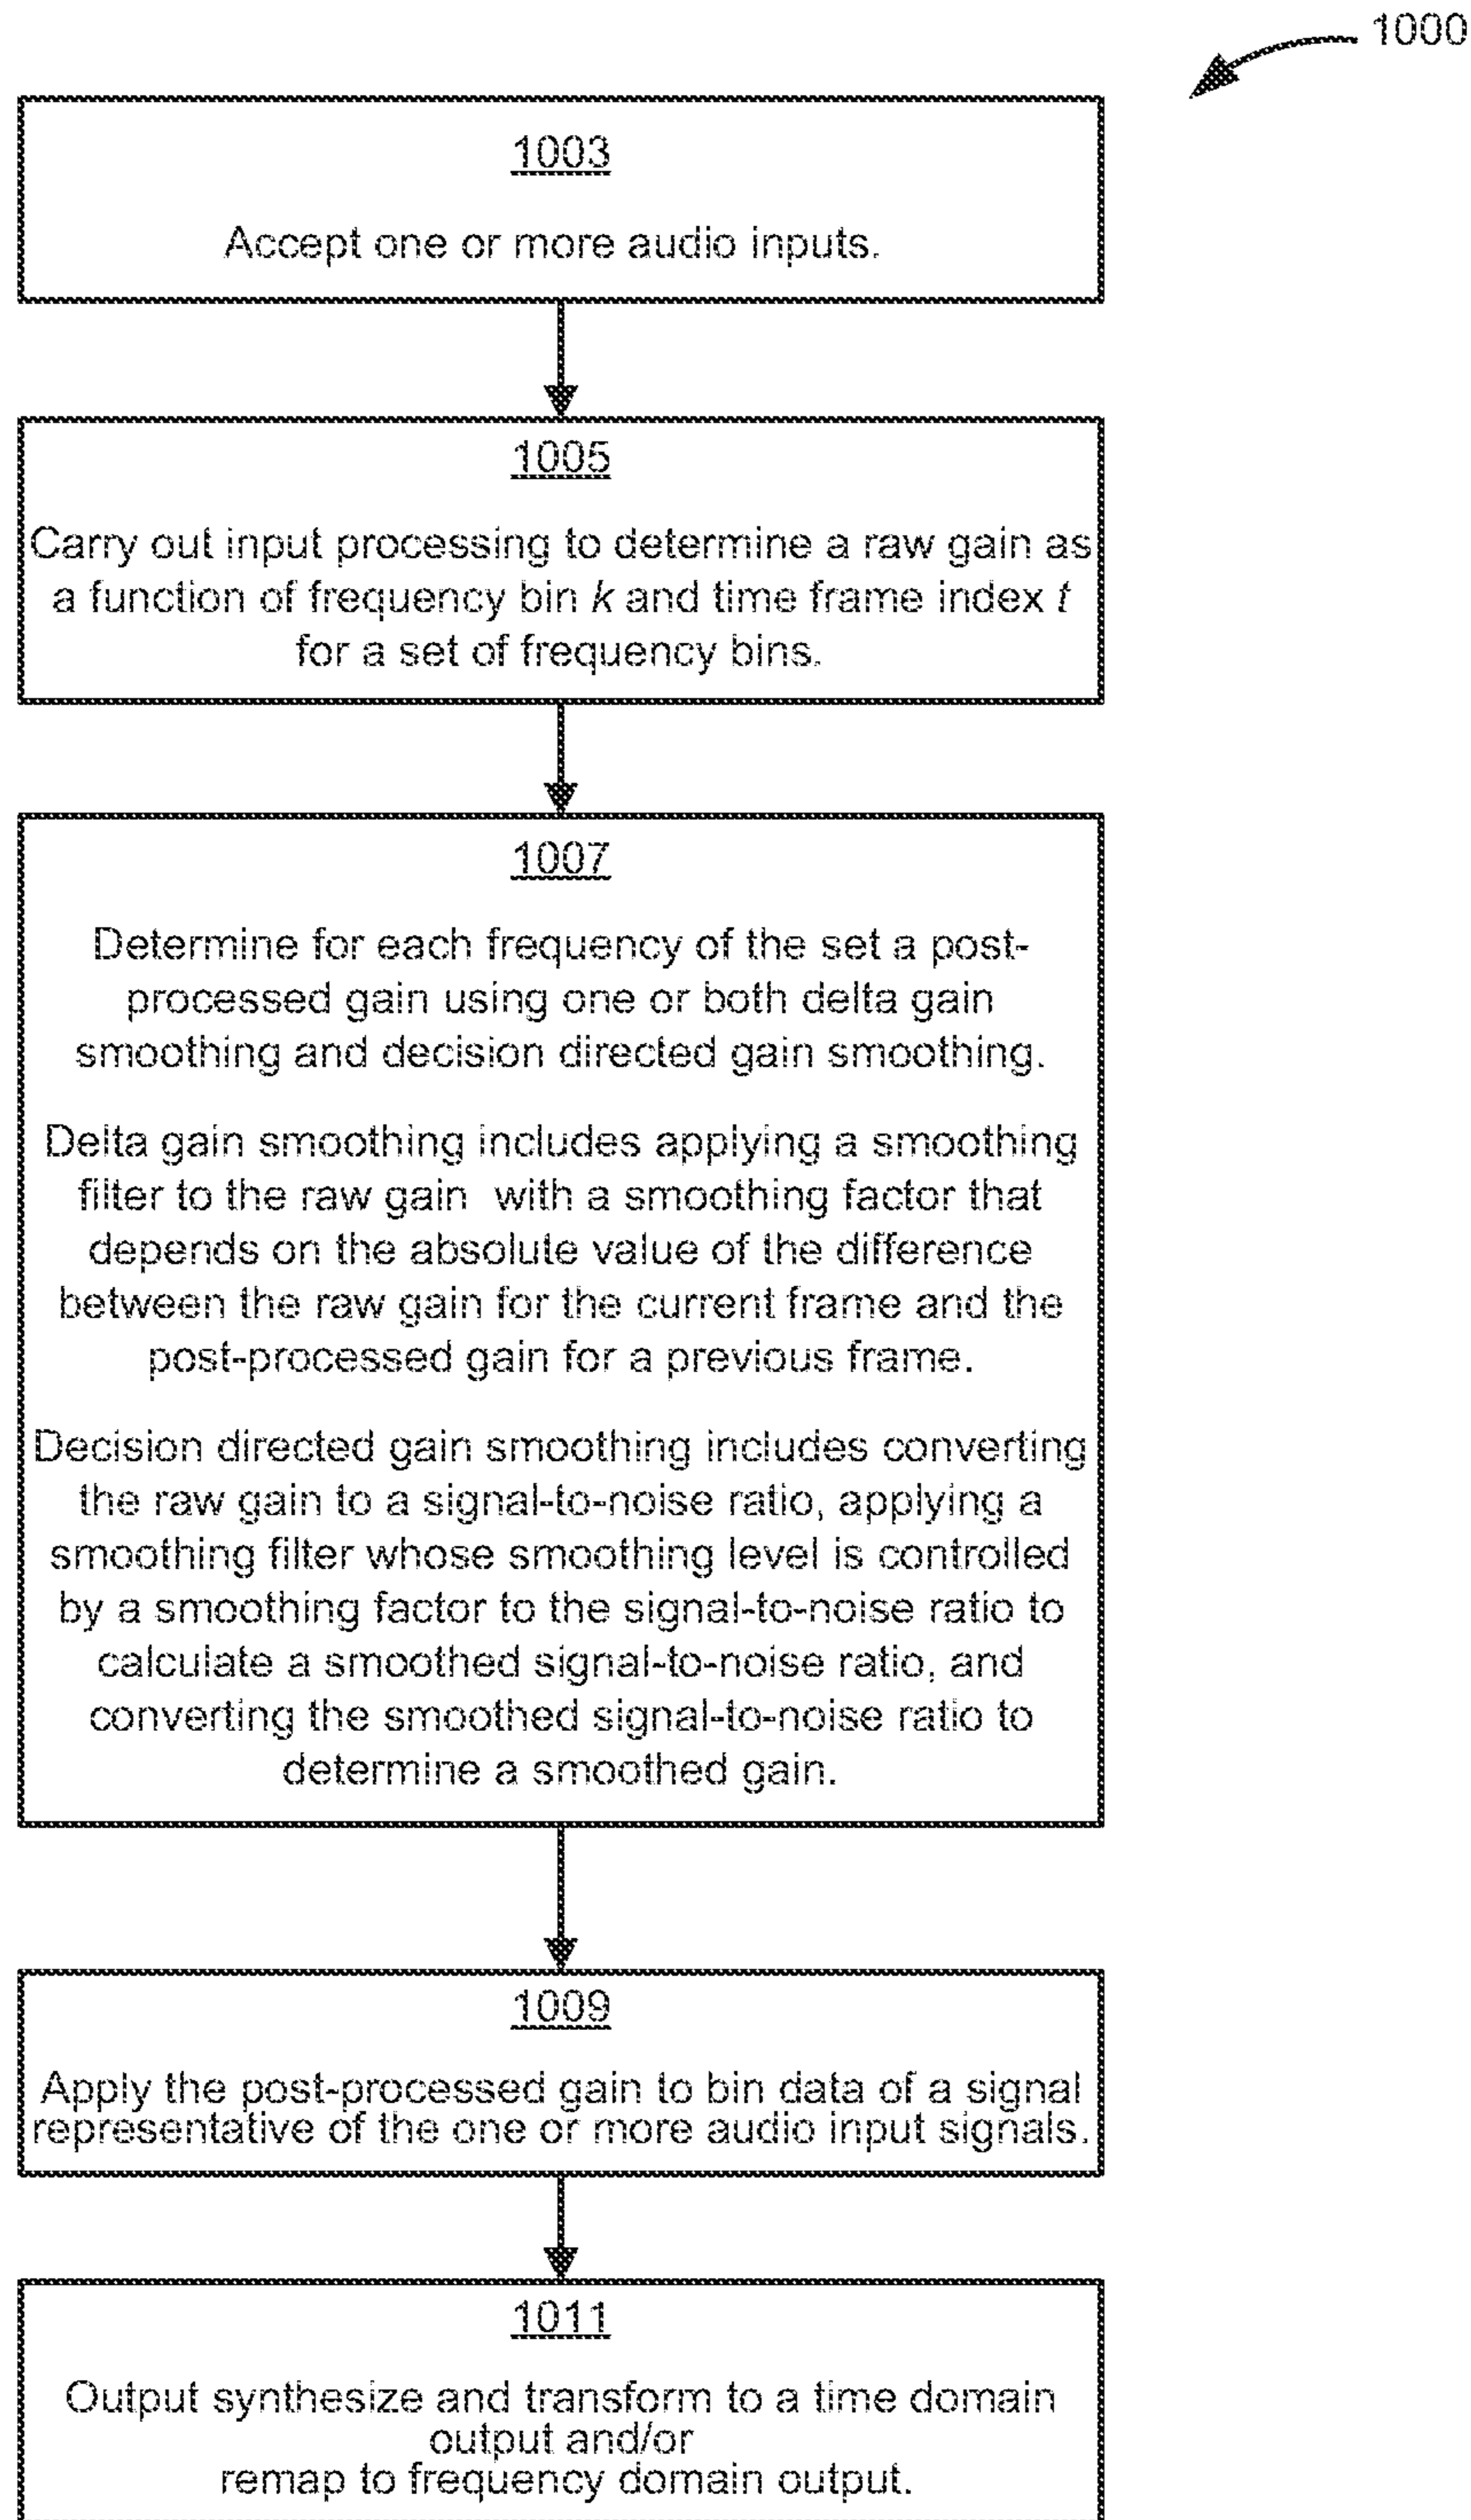 1000
1003
Accept one or more audio inputs.
1005
Carry out input processing to determine a raw gain as
a function of frequency bin k and time frame index t
for a set of frequency bins.
1007
Determine for each frequency of the set a post-
processed gain using one or both delta gain
smoothing and decision directed gain smoothing.
Delta gain smoothing includes applying a smoothing
filter to the raw gain with a smoothing factor that
depends on the absolute value of the difference
between the raw gain for the current frame and the
post-processed gain for a previous frame.
Decision directed gain smoothing includes converting
the raw gain to a signal-to-noise ratio, applying a
smoothing filter whose smoothing level is controlled
by a smoothing factor to the signal-to-noise ratio to
calculate a smoothed signal-to-noise ratio, and
converting the smoothed signal-to-noise ratio to
determine a smoothed gain.
1009
Apply the post-processed gain to bin data of a signal
representative of the one or more audio input signals.
1011
Output synthesize and transform to a time domain
output and/or
remap to frequency domain output.